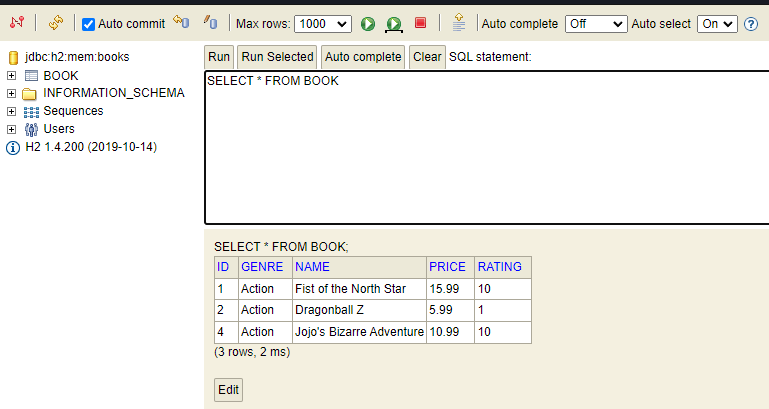 Auto commit Max rows: 1000 Auto complete Off Auto select On ?
jdbc:h2:mem:books
BOOK
INFORMATION_SCHEMA
Sequences
Users
H2 1.4.200 (2019-10-14)
Run Run Selected Auto complete Clear SQL statement:
SELECT * FROM BOOK
SELECT * FROM BOOK;
ID GENRE NAME PRICE RATING
1 Action Fist of the North Star 15.99 10
2 Action Dragonball Z 5.99 1
4 Action Jojo's Bizarre Adventure 10.99 10
(3 rows, 2 ms)
Edit